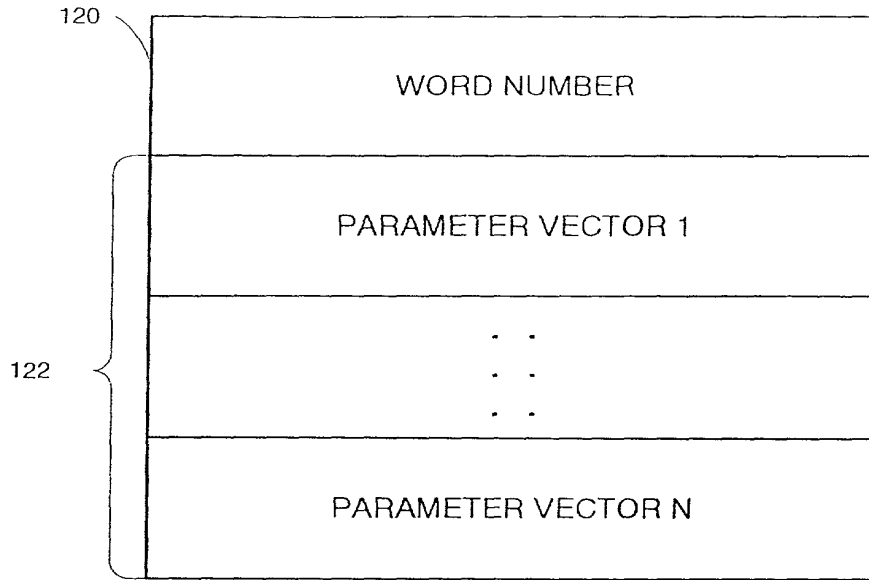 120
WORD NUMBER
PARAMETER VECTOR 1
122
PARAMETER VECTOR N